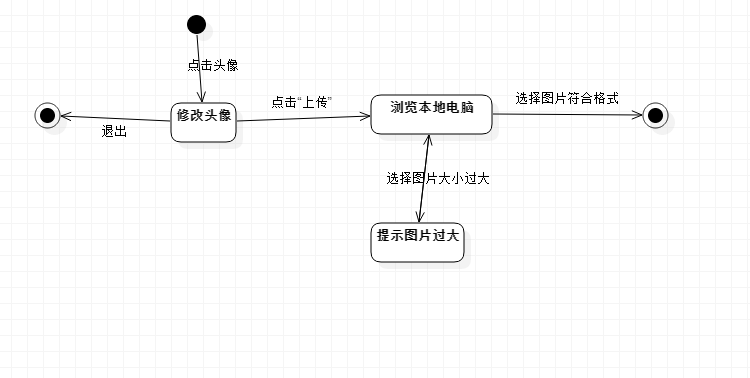 点击头像
修改头像
退出
点击“上传”
浏览本地电脑
选择图片符合格式
选择图片大小过大
提示图片过大